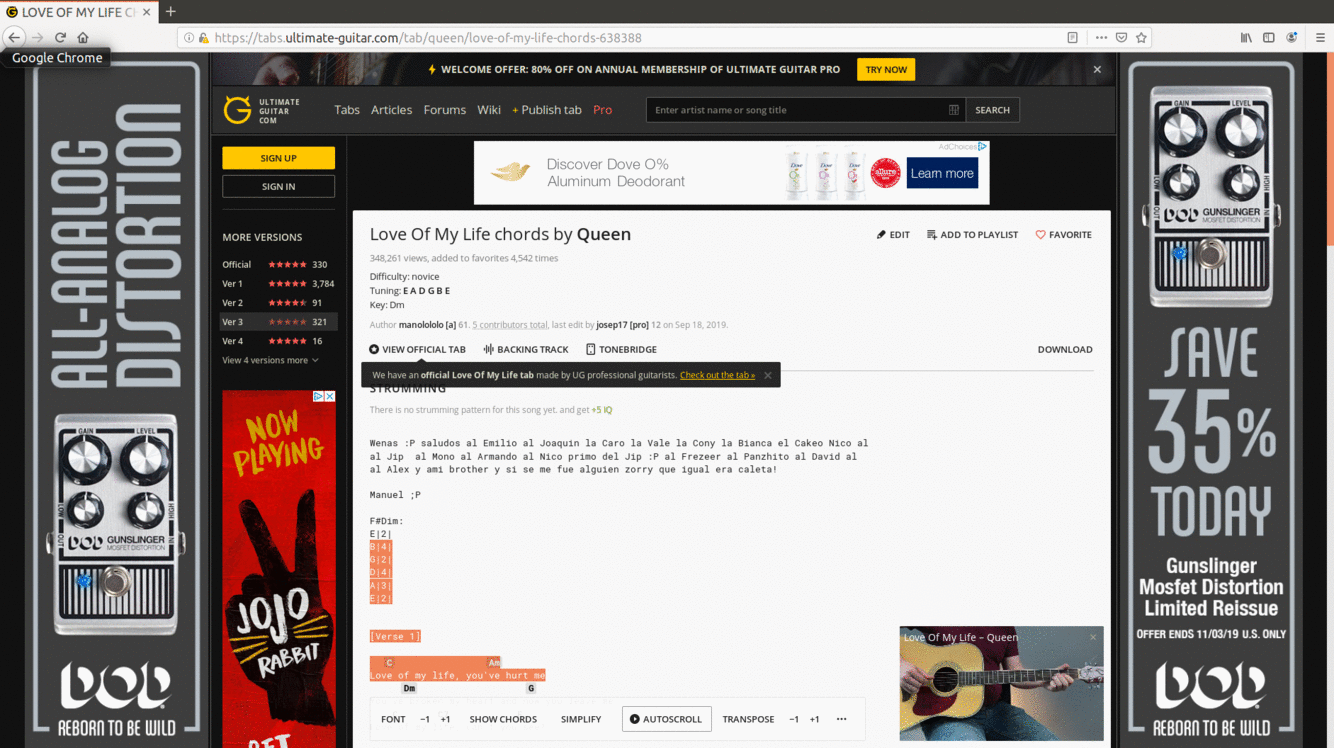 LOVE OF MY LIFE CH
https://tabs.ultimate-guitar.com/tab/queen/love-of-my-life-chords-638388
Google Chrome
WELCOME OFFER: 80% OFF ON ANNUAL MEMBERSHIP OF ULTIMATE GUITAR PRO
TRY NOW
ULTIMATE
GUITAR
COM
Tabs Articles Forums Wiki + Publish tab Pro
Enter artist name or song title
SEARCH
SIGN UP
SIGN IN
AdChoices
Discover Dove 0%
Aluminum Deodorant
Dove Dove Dove
allure
Learn more
MORE VERSIONS
Official 330
Ver 1 3,784
Ver 2 91
Ver 3 321
Ver 4 16
View 4 versions more
Love Of My Life chords by Queen
EDIT ADD TO PLAYLIST FAVORITE
348,261 views, added to favorites 4,542 times
Difficulty: novice
Tuning: E A D G B E
Key: Dm
Author manolololo [a] 61. 5 contributors total, last edit by josep17 [pro] 12 on Sep 18, 2019.
VIEW OFFICIAL TAB BACKING TRACK TONEBRIDGE DOWNLOAD
We have an official Love Of My Life tab made by UG professional guitarists. Check out the tab »
STRUMMING
There is no strumming pattern for this song yet. and get +5 IQ
Wenas :P saludos al Emilio al Joaquin la Caro la Vale la Cony la Bianca el Cakeo Nico al
al Jip  al Mono al Armando al Nico primo del Jip :P al Frezeer al Panzhito al David al
al Alex y ami brother y si se me fue alguien zorry que igual era caleta!
Manuel ;P
F#Dim:
E|2|
B|4|
G|2|
D|4|
A|3|
E|2|
[Verse 1]
C Am
Love of my life, you've hurt me
Dm G
FONT −1 +1 SHOW CHORDS SIMPLIFY AUTOSCROLL TRANSPOSE −1 +1 •••
Love Of My Life – Queen
ALL-ANALOG
DISTORTION
GAIN LEVEL
LOW HIGH
OUT IN
DOD GUNSLINGER
MOSFET DISTORTION
DOD
REBORN TO BE WILD
NOW
PLAYING
JOJO
RABBIT
GET
GAIN LEVEL
LOW HIGH
OUT IN
DOD GUNSLINGER
MOSFET DISTORTION
SAVE
35%
TODAY
Gunslinger
Mosfet Distortion
Limited Reissue
OFFER ENDS 11/03/19 U.S. ONLY
DOD
REBORN TO BE WILD